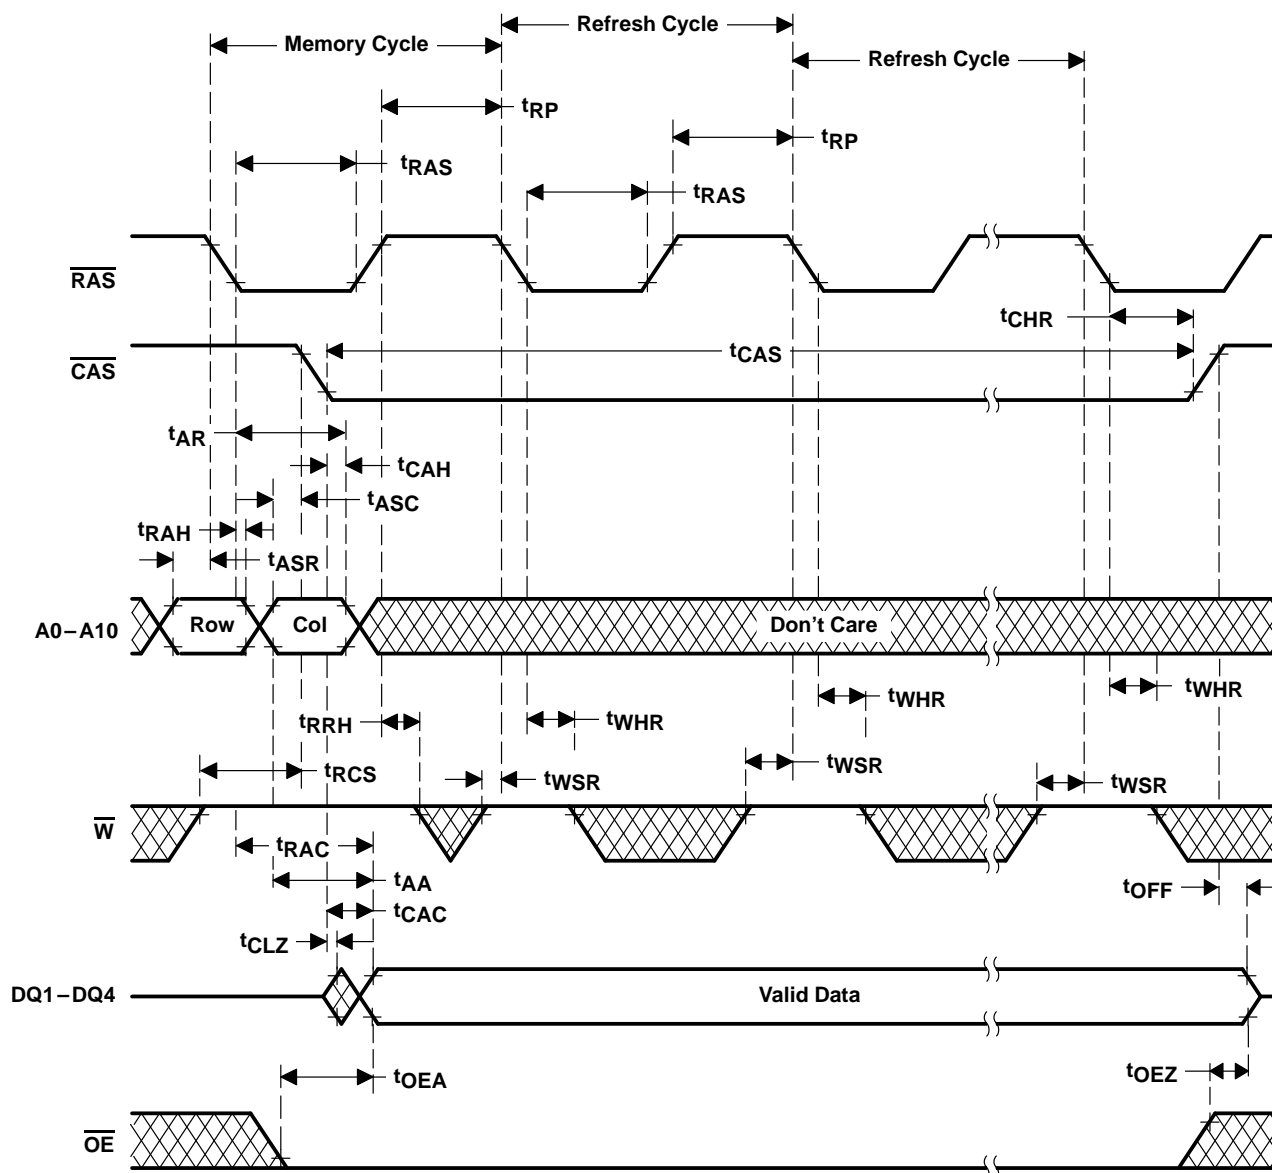 Memory Cycle
Refresh Cycle
Refresh Cycle
tRP
tRP
tRAS
tRAS
RAS
tCHR
tCAS
CAS
tAR
tCAH
tASC
tRAH
tASR
A0–A10
Row
Col
Don't Care
tRRH
tWHR
tWHR
tWHR
tRCS
tWSR
tWSR
tWSR
W
tRAC
tAA
tOFF
tCAC
tCLZ
DQ1–DQ4
Valid Data
tOEA
tOEZ
OE